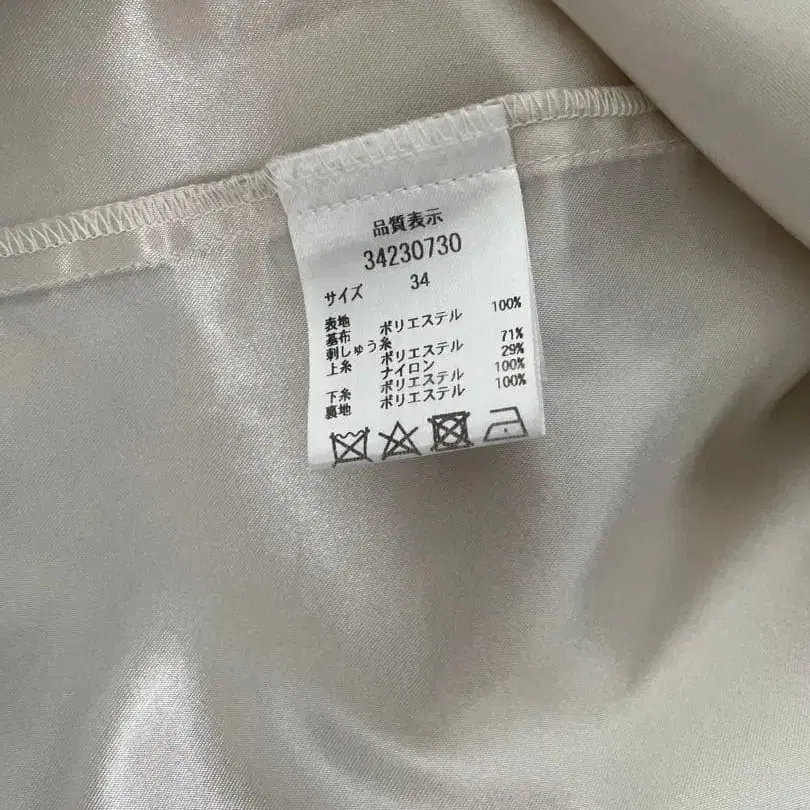 品質表示
34230730
サイズ 34
表地
基布 ポリエステル 100%
刺しゅう糸
上糸 ポリエステル 71%
ナイロン 29%
下糸 ポリエステル 100%
裏地 ポリエステル 100%